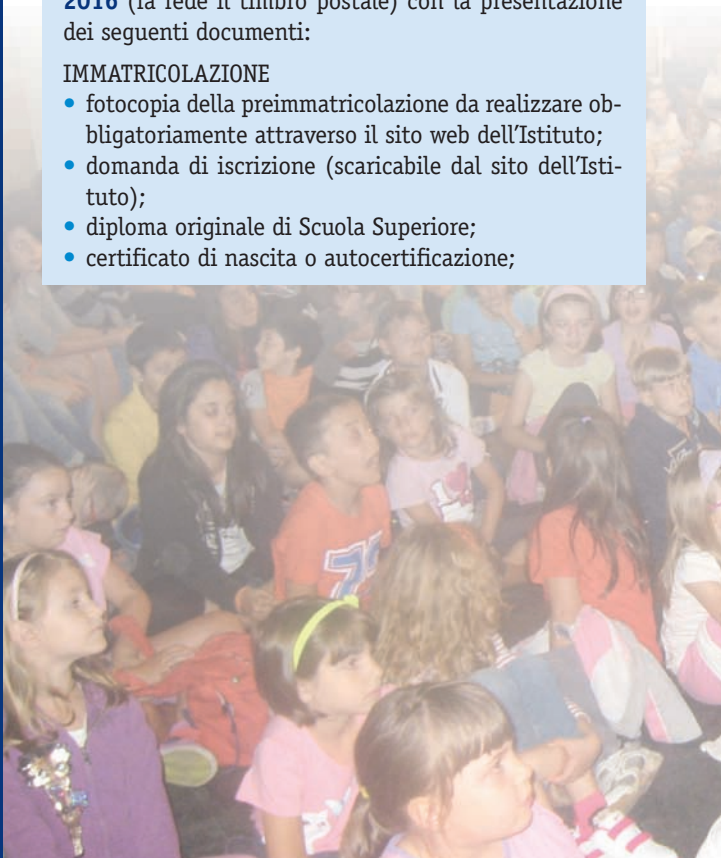 2016 (fa fede il timbro postale) con la presentazione
dei seguenti documenti:
IMMATRICOLAZIONE
• fotocopia della preimmatricolazione da realizzare ob-
bligatoriamente attraverso il sito web dell'Istituto;
• domanda di iscrizione (scaricabile dal sito dell'Isti-
tuto);
• diploma originale di Scuola Superiore;
• certificato di nascita o autocertificazione;